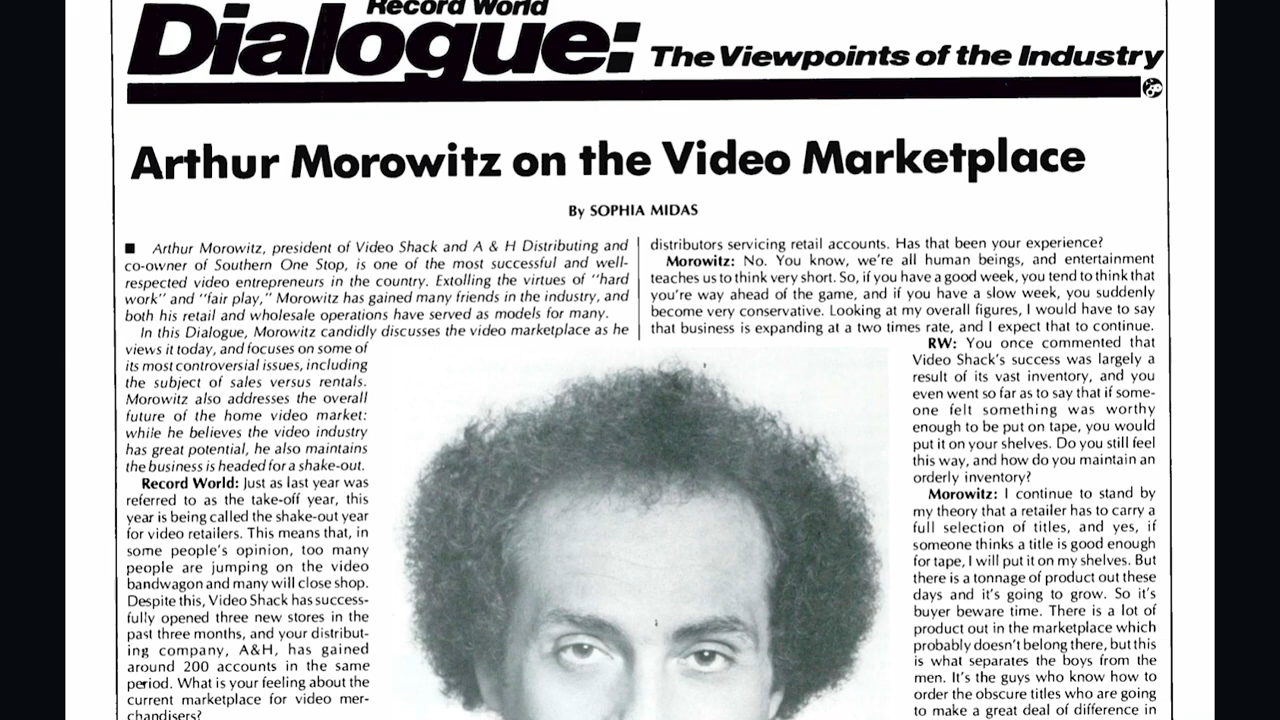 Record World
Dialogue: The Viewpoints of the Industry
Arthur Morowitz on the Video Marketplace
By SOPHIA MIDAS
■ Arthur Morowitz, president of Video Shack and A & H Distributing and
co-owner of Southern One Stop, is one of the most successful and well-
respected video entrepreneurs in the country. Extolling the virtues of "hard
work" and "fair play," Morowitz has gained many friends in the industry, and
both his retail and wholesale operations have served as models for many.
In this Dialogue, Morowitz candidly discusses the video marketplace as he
views it today, and focuses on some of
its most controversial issues, including
the subject of sales versus rentals.
Morowitz also addresses the overall
future of the home video market:
while he believes the video industry
has great potential, he also maintains
the business is headed for a shake-out.
Record World: Just as last year was
referred to as the take-off year, this
year is being called the shake-out year
for video retailers. This means that, in
some people's opinion, too many
people are jumping on the video
bandwagon and many will close shop.
Despite this, Video Shack has success-
fully opened three new stores in the
past three months, and your distribut-
ing company, A&H, has gained
around 200 accounts in the same
period. What is your feeling about the
current marketplace for video mer-
chandisers?
distributors servicing retail accounts. Has that been your experience?
Morowitz: No. You know, we're all human beings, and entertainment
teaches us to think very short. So, if you have a good week, you tend to think that
you're way ahead of the game, and if you have a slow week, you suddenly
become very conservative. Looking at my overall figures, I would have to say
that business is expanding at a two times rate, and I expect that to continue.
RW: You once commented that
Video Shack's success was largely a
result of its vast inventory, and you
even went so far as to say that if some-
one felt something was worthy
enough to be put on tape, you would
put it on your shelves. Do you still feel
this way, and how do you maintain an
orderly inventory?
Morowitz: I continue to stand by
my theory that a retailer has to carry a
full selection of titles, and yes, if
someone thinks a title is good enough
for tape, I will put it on my shelves. But
there is a tonnage of product out these
days and it's going to grow. So it's
buyer beware time. There is a lot of
product out in the marketplace which
probably doesn't belong there, but this
is what separates the boys from the
men. It's the guys who know how to
order the obscure titles who are going
to make a great deal of difference in